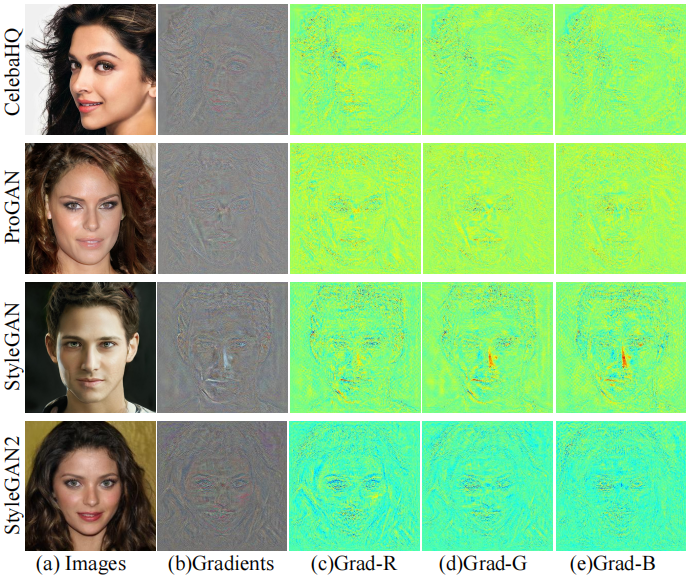 CelebaHQ
ProGAN
StyleGAN
StyleGAN2
(a) Images
(b)Gradients
(c)Grad-R
(d)Grad-G
(e)Grad-B